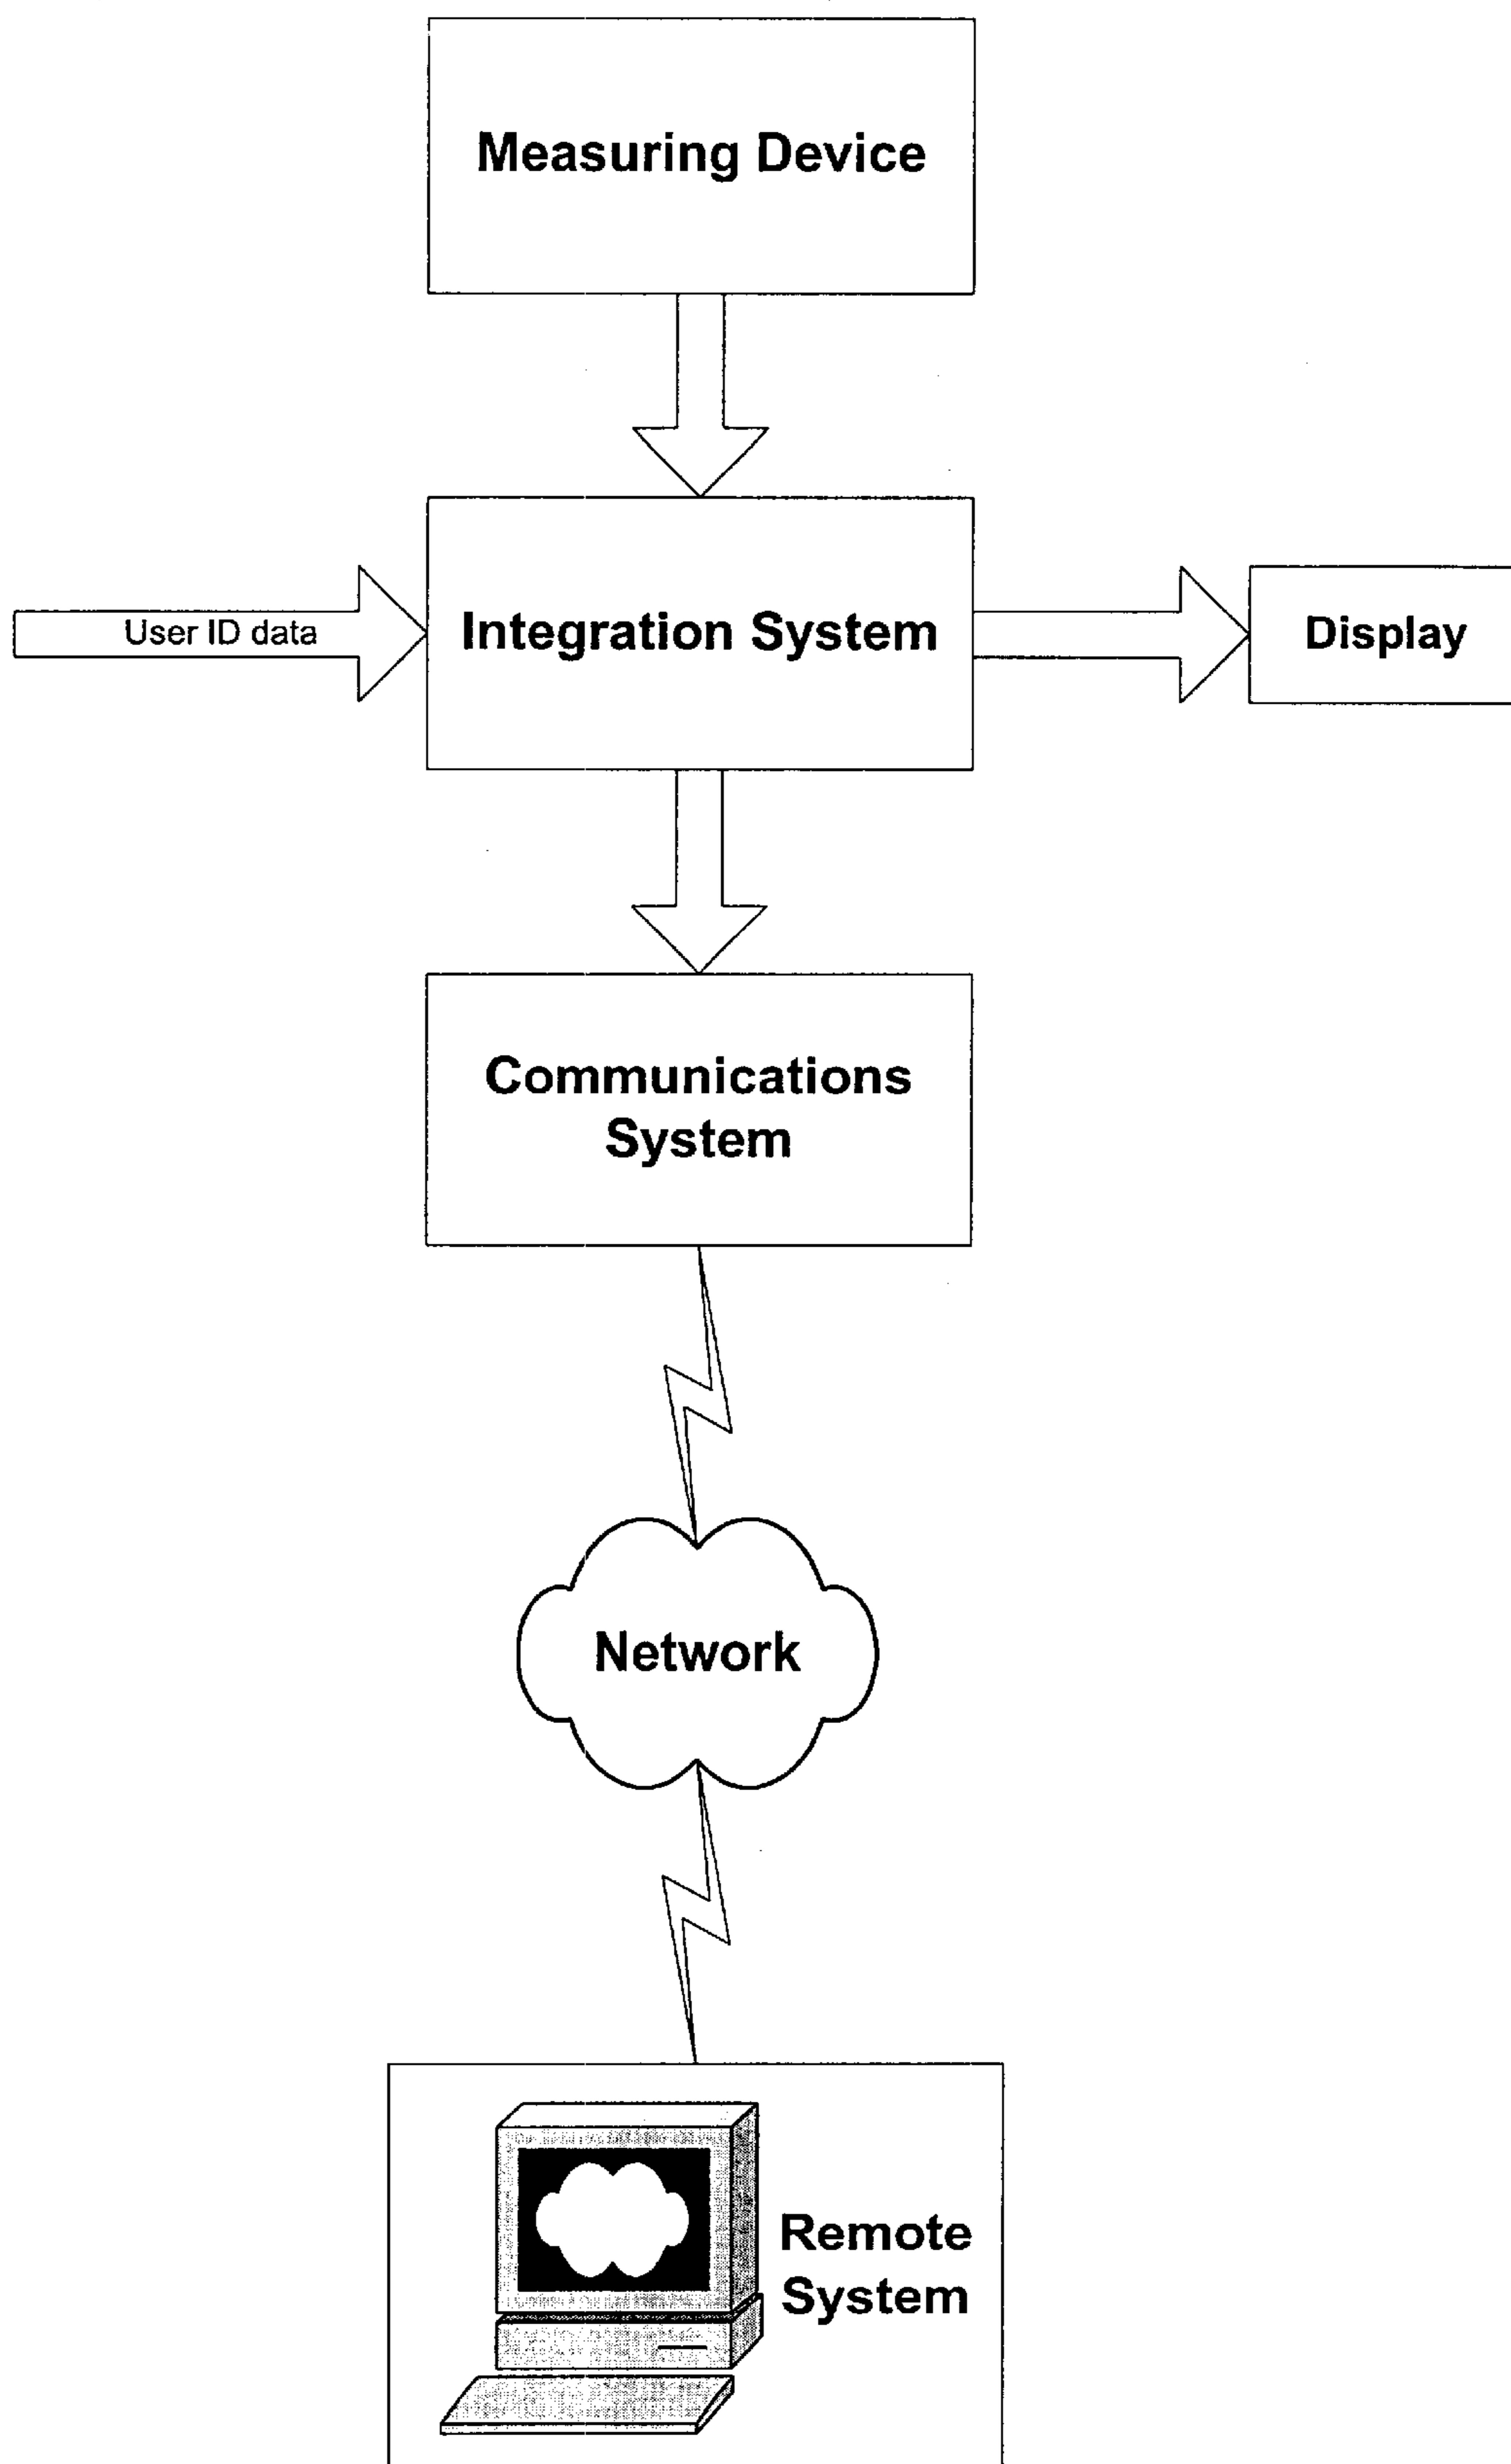 Measuring Device
User ID data
Integration System
Display
Communications
System
Network
Remote
System